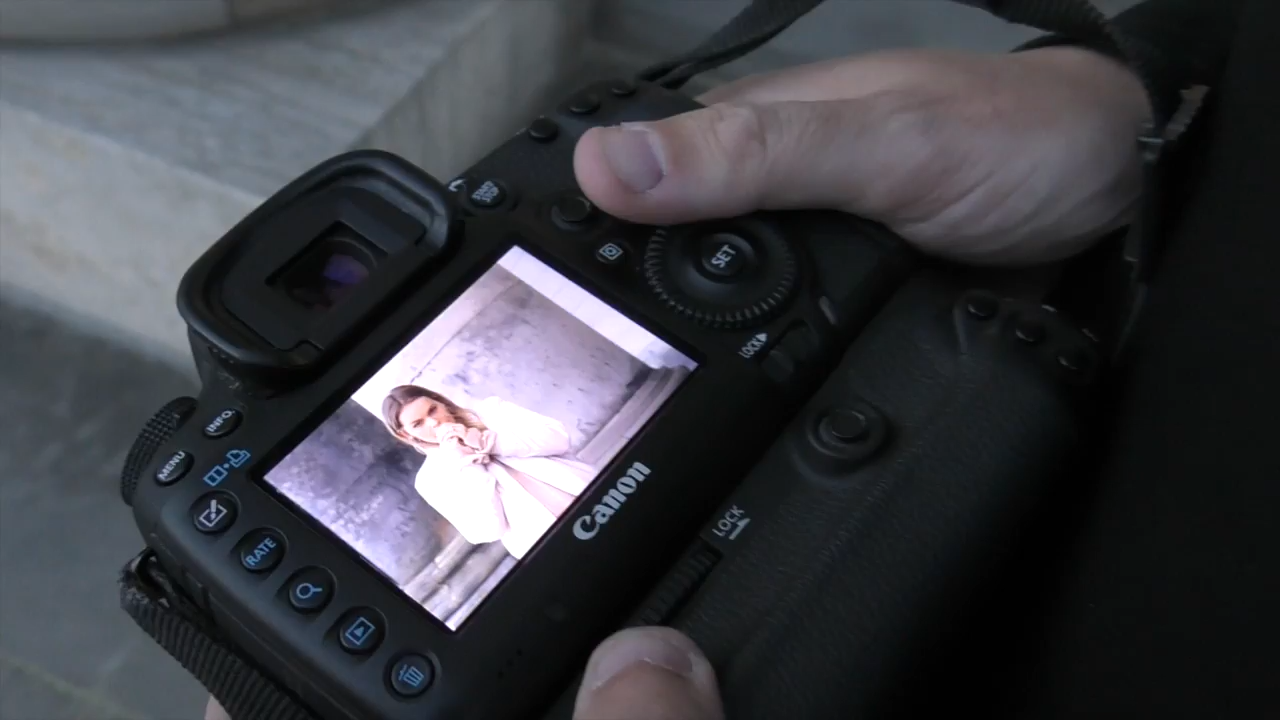 START/
STOP
SET
LOCK▶
INFO.
MENU
Canon
RATE
LOCK